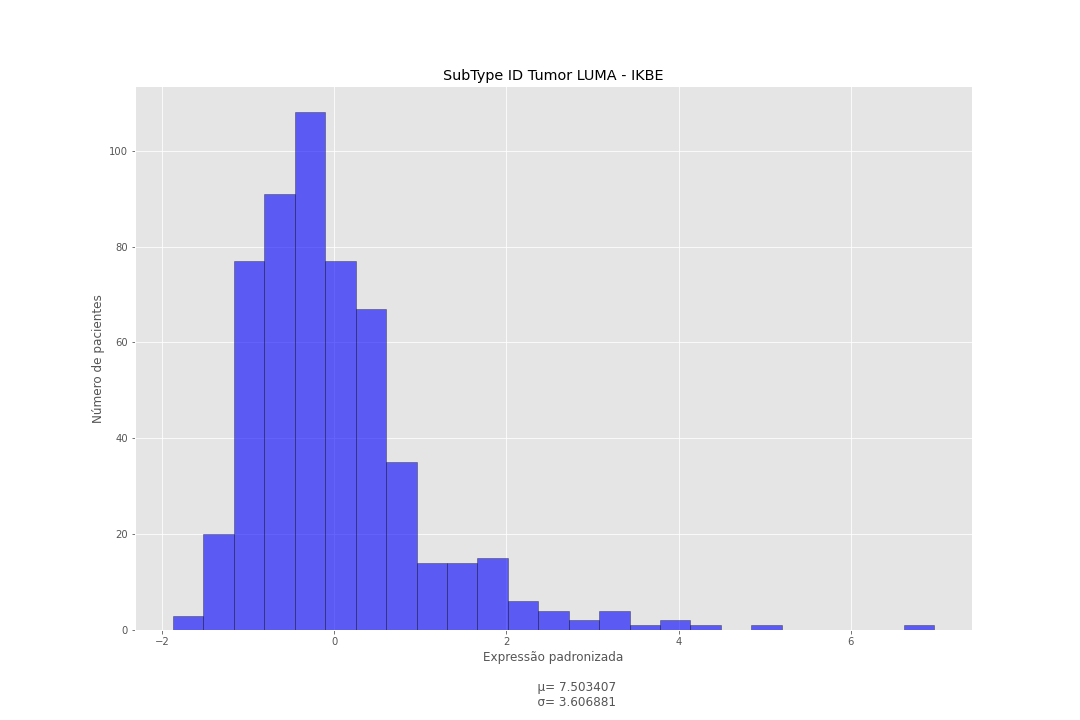 SubType ID Tumor LUMA - IKBE
100
80
60
40
20
0
Número de pacientes
−2
0
2
4
6
Expressão padronizada
μ= 7.503407
σ= 3.606881